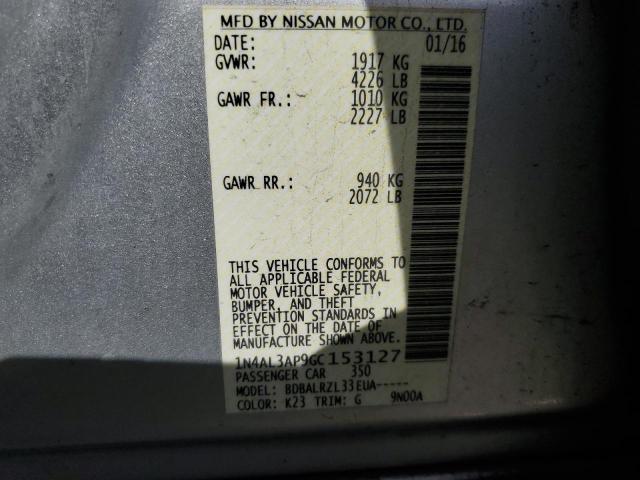 MFD BY NISSAN MOTOR CO., LTD.
DATE: 01/16
GVWR: 1917 KG
4226 LB
GAWR FR.: 1010 KG
2227 LB
GAWR RR.: 940 KG
2072 LB
THIS VEHICLE CONFORMS TO
ALL APPLICABLE FEDERAL
MOTOR VEHICLE SAFETY,
BUMPER, AND THEFT
PREVENTION STANDARDS IN
EFFECT ON THE DATE OF
MANUFACTURE SHOWN ABOVE.
1N4AL3AP9GC153127
PASSENGER CAR 350
MODEL: BDBALRZL33EUA-----
COLOR: K23 TRIM: G 9N00A